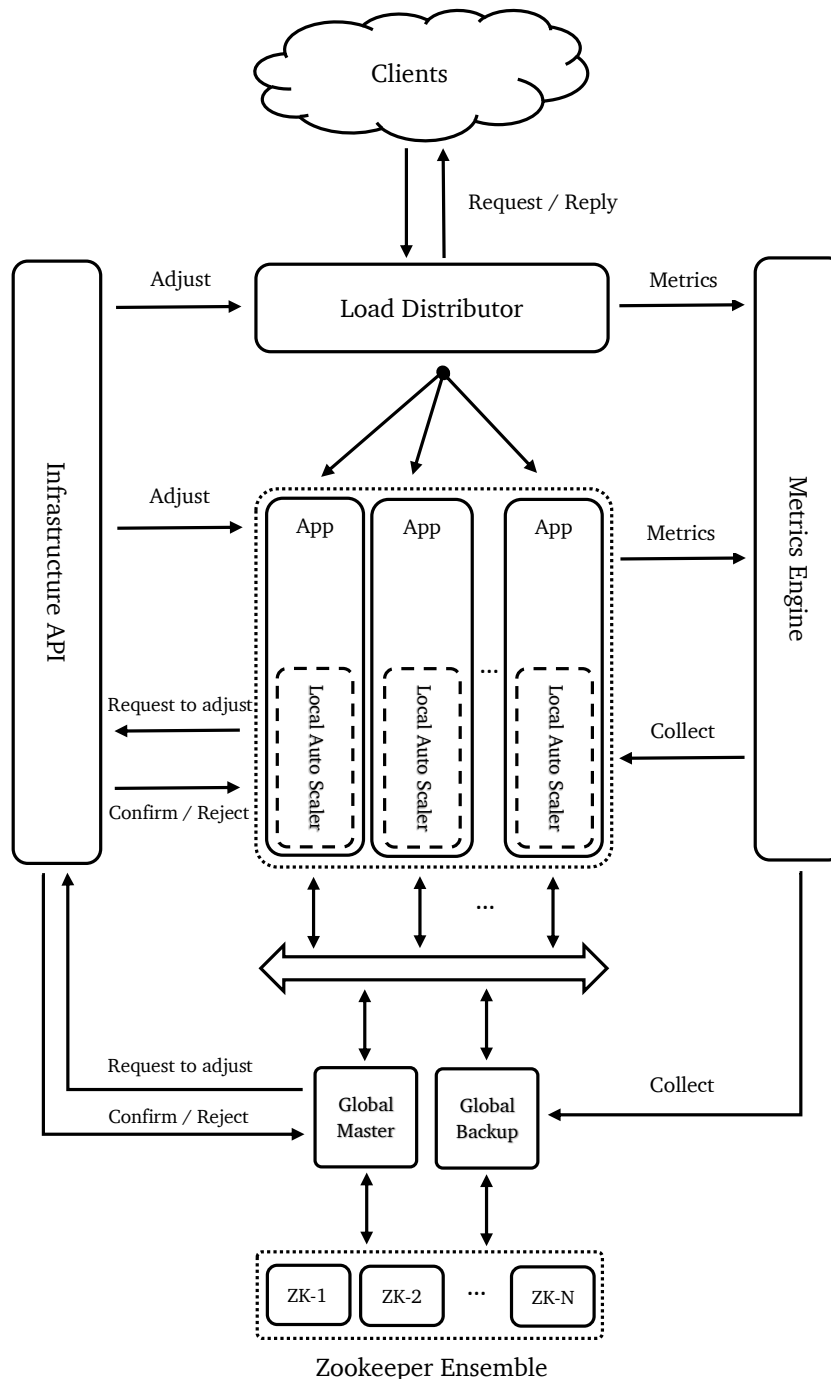 Clients
Request / Reply
Adjust
Load Distributor
Metrics
Infrastructure API
Metrics Engine
Adjust
App
App
App
Metrics
...
Local Auto Scaler
Local Auto Scaler
Local Auto Scaler
Request to adjust
Collect
Confirm / Reject
...
Request to adjust
Confirm / Reject
Global
Master
Global
Backup
Collect
ZK-1
ZK-2
...
ZK-N
Zookeeper Ensemble